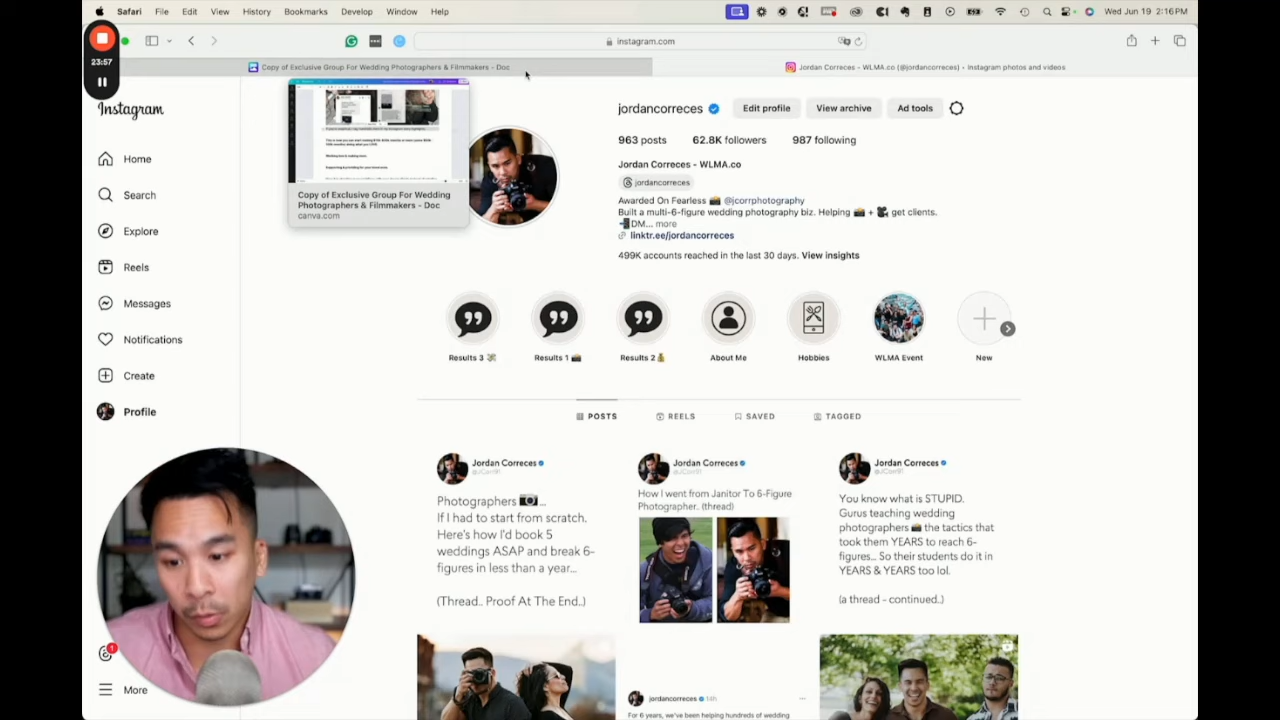 Safari File Edit View History Bookmarks Develop Window Help
Wed Jun 19 2:16PM
23:57
instagram.com
Copy of Exclusive Group For Wedding Photographers & Filmmakers - Doc
Jordan Correces - WLMA.co (@jordancorreces) • Instagram photos and videos
Copy of Exclusive Group For Wedding
Photographers & Filmmakers - Doc
canva.com
Instagram
Home
Search
Explore
Reels
Messages
Notifications
Create
Profile
1
More
jordancorreces
Edit profile
View archive
Ad tools
963 posts
62.8K followers
987 following
Jordan Correces - WLMA.co
jordancorreces
Awarded On Fearless 📸 @jcorrphotography
Built a multi-6-figure wedding photography biz. Helping 📸 + 🎥 get clients.
📲DM... more
linktr.ee/jordancorreces
499K accounts reached in the last 30 days. View insights
Results 3 💸
Results 1 📸
Results 2 💰
About Me
Hobbies
WLMA Event
New
POSTS
REELS
SAVED
TAGGED
Jordan Correces
@JCorr91
Photographers 📷...
If I had to start from scratch.
Here's how I'd book 5
weddings ASAP and break 6-
figures in less than a year...
(Thread.. Proof At The End..)
Jordan Correces
@JCorr91
How I went from Janitor To 6-Figure
Photographer.. (thread)
Jordan Correces
@JCorr91
You know what is STUPID.
Gurus teaching wedding
photographers 📸 the tactics that
took them YEARS to reach 6-
figures... So their students do it in
YEARS & YEARS too lol.
(a thread - continued..)
jordancorreces 14h
For 6 years, we've been helping hundreds of wedding